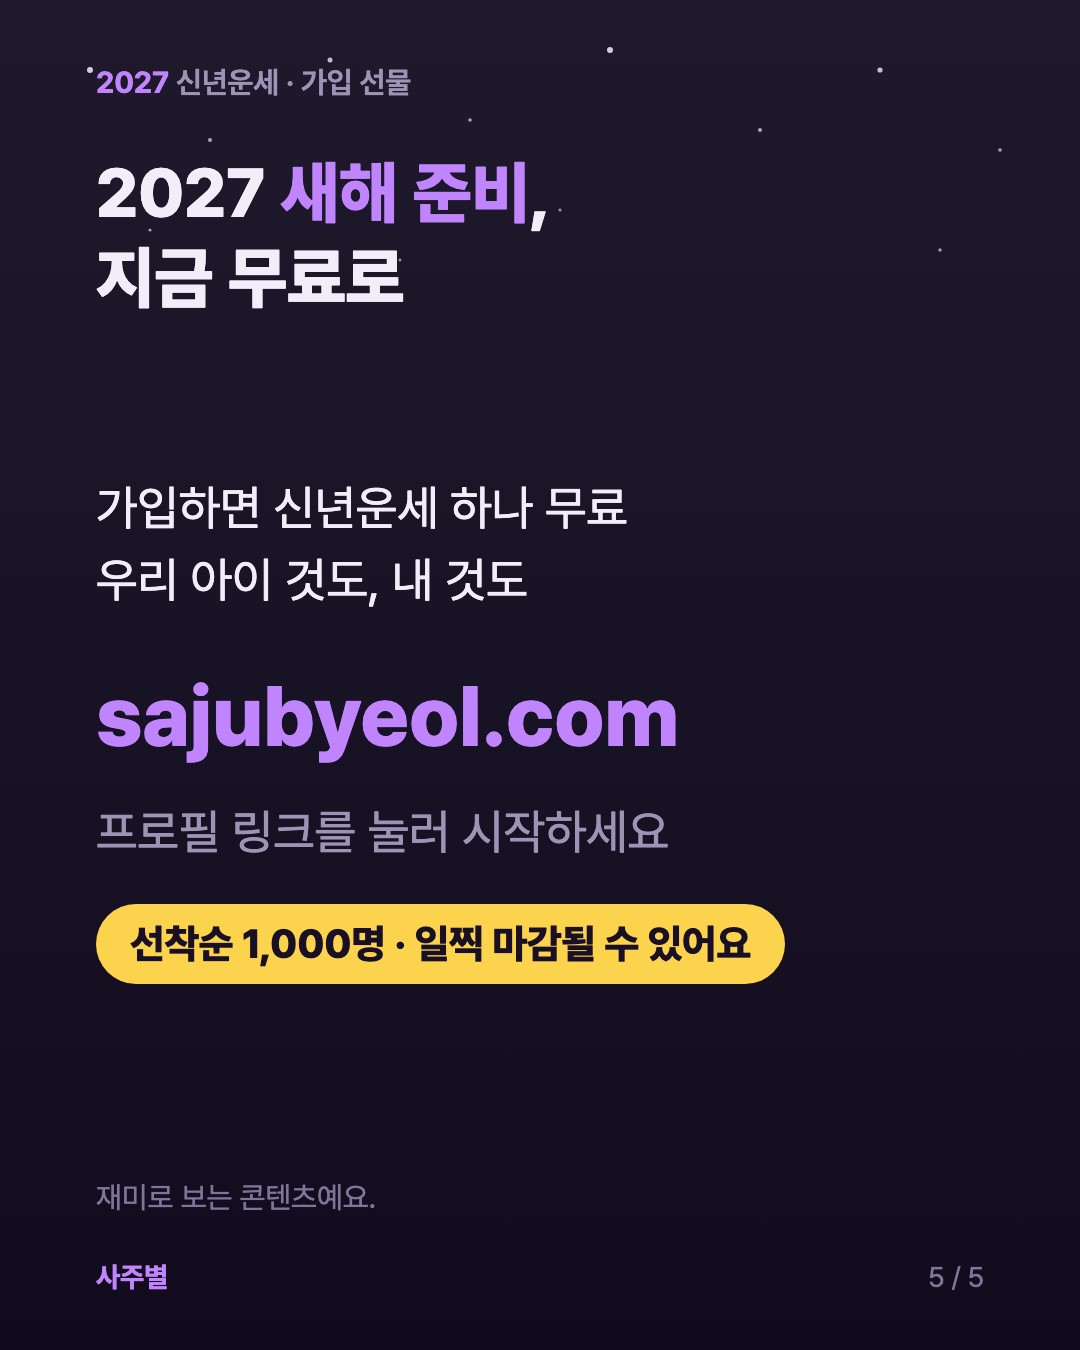 2027 신년운세 · 가입 선물
2027 새해 준비,
지금 무료로
가입하면 신년운세 하나 무료
우리 아이 것도, 내 것도
sajubyeol.com
프로필 링크를 눌러 시작하세요
선착순 1,000명 · 일찍 마감될 수 있어요
재미로 보는 콘텐츠예요.
사주별
5 / 5